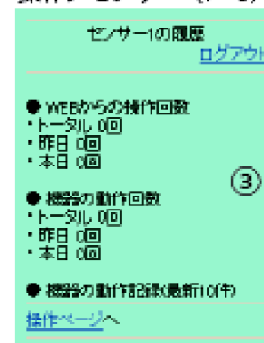 センサー1の履歴
ログアウト
● WEBからの操作回数
・トータル 0回
・昨日 0回
・本日 0回
③
● 機器の動作回数
・トータル 0回
・昨日 0回
・本日 0回
● 機器の動作記録(最新10件)
操作ページへ